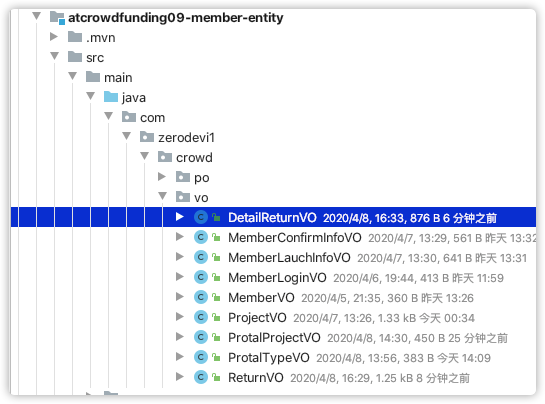 atcrowdfunding09-member-entity
.mvn
src
main
java
com
zerodevi1
crowd
po
vo
DetailReturnVO 2020/4/8, 16:33, 876 B 6 分钟之前
MemberConfirmInfoVO 2020/4/7, 13:29, 561 B 昨天 13:32
MemberLauchInfoVO 2020/4/7, 13:30, 641 B 昨天 13:31
MemberLoginVO 2020/4/6, 19:44, 413 B 昨天 11:59
MemberVO 2020/4/5, 21:35, 360 B 昨天 13:26
ProjectVO 2020/4/7, 13:26, 1.33 kB 今天 00:34
ProtalProjectVO 2020/4/8, 14:30, 450 B 25 分钟之前
ProtalTypeVO 2020/4/8, 13:56, 383 B 今天 14:09
ReturnVO 2020/4/8, 16:29, 1.25 kB 8 分钟之前